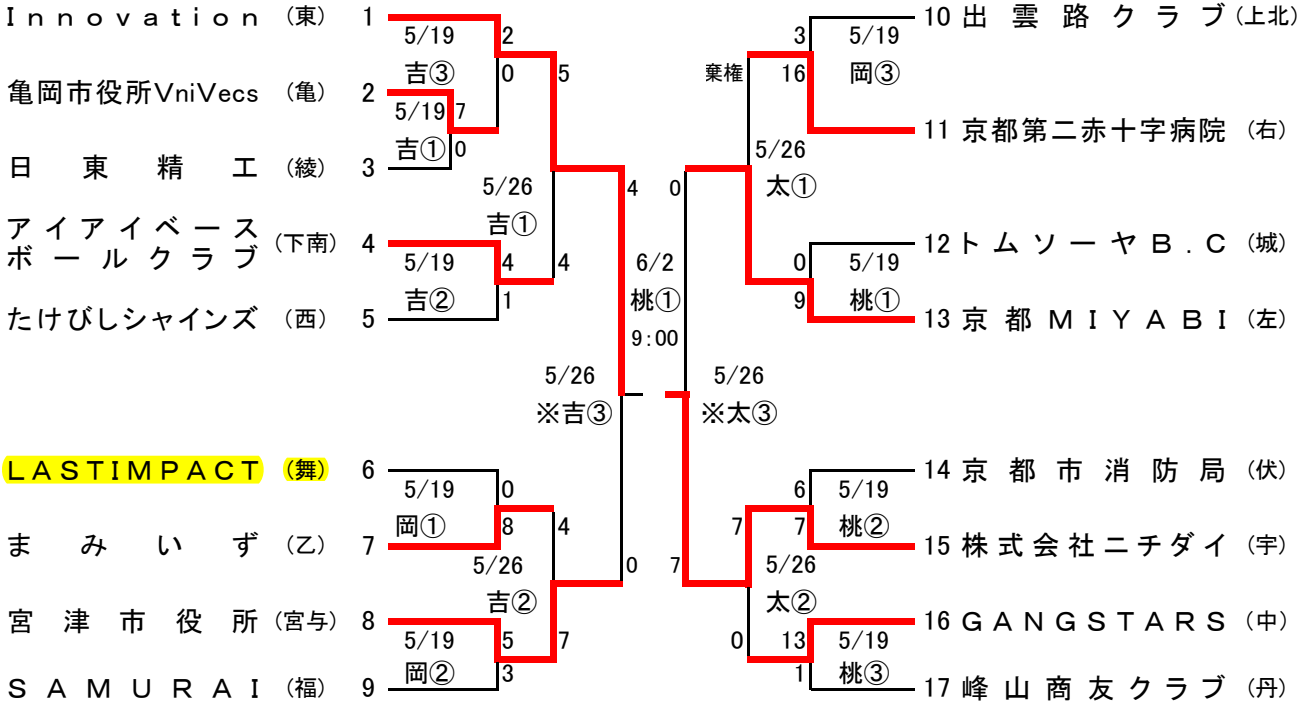 Innovation (東) 1
5/19 2
吉③ 0 5
亀岡市役所VniVecs (亀) 2
5/19 7
吉① 0
日東精工 (綾) 3
5/26
吉①
アイアイベース
ボールクラブ (下南) 4
5/19 4 4
吉② 1
たけびしシャインズ (西) 5
4 0
6/2
桃①
9:00
5/26
※吉③
LASTIMPACT (舞) 6
5/19 0
岡① 8 4
まみいず (乙) 7
5/26
吉②
0
宮津市役所 (宮与) 8
5/19 5 7
岡② 3
SAMURAI (福) 9
10 出雲路クラブ (上北)
3 5/19
棄権 16 岡③
11 京都第二赤十字病院 (右)
5/26
太①
12 トムソーヤB.C (城)
0 5/19
9 桃①
13 京都MIYABI (左)
5/26
※太③
14 京都市消防局 (伏)
6 5/19
7 7 桃②
15 株式会社ニチダイ (宇)
7 5/26
太②
16 GANGSTARS (中)
0 13 5/19
1 桃③
17 峰山商友クラブ (丹)